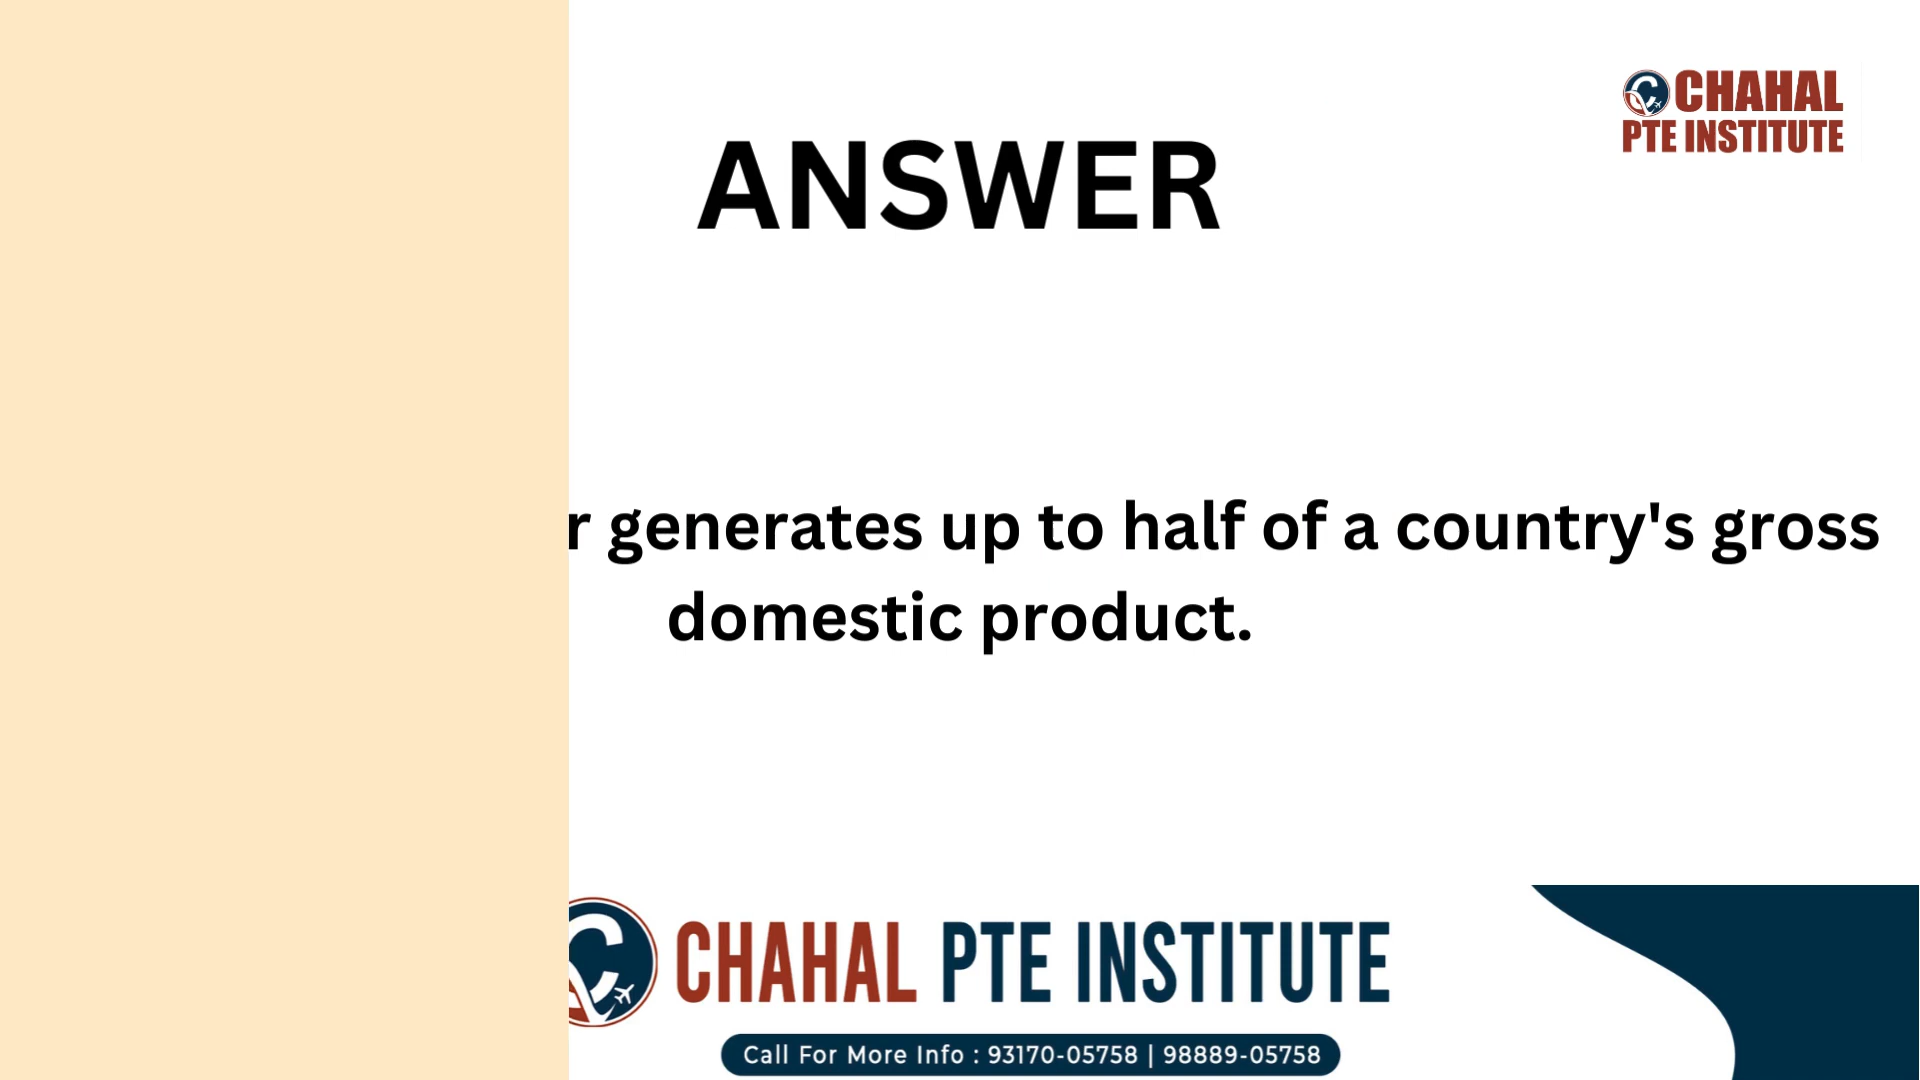 CHAHAL
PTE INSTITUTE
ANSWER
r generates up to half of a country's gross
domestic product.
CHAHAL PTE INSTITUTE
Call For More Info : 93170-05758 | 98889-05758